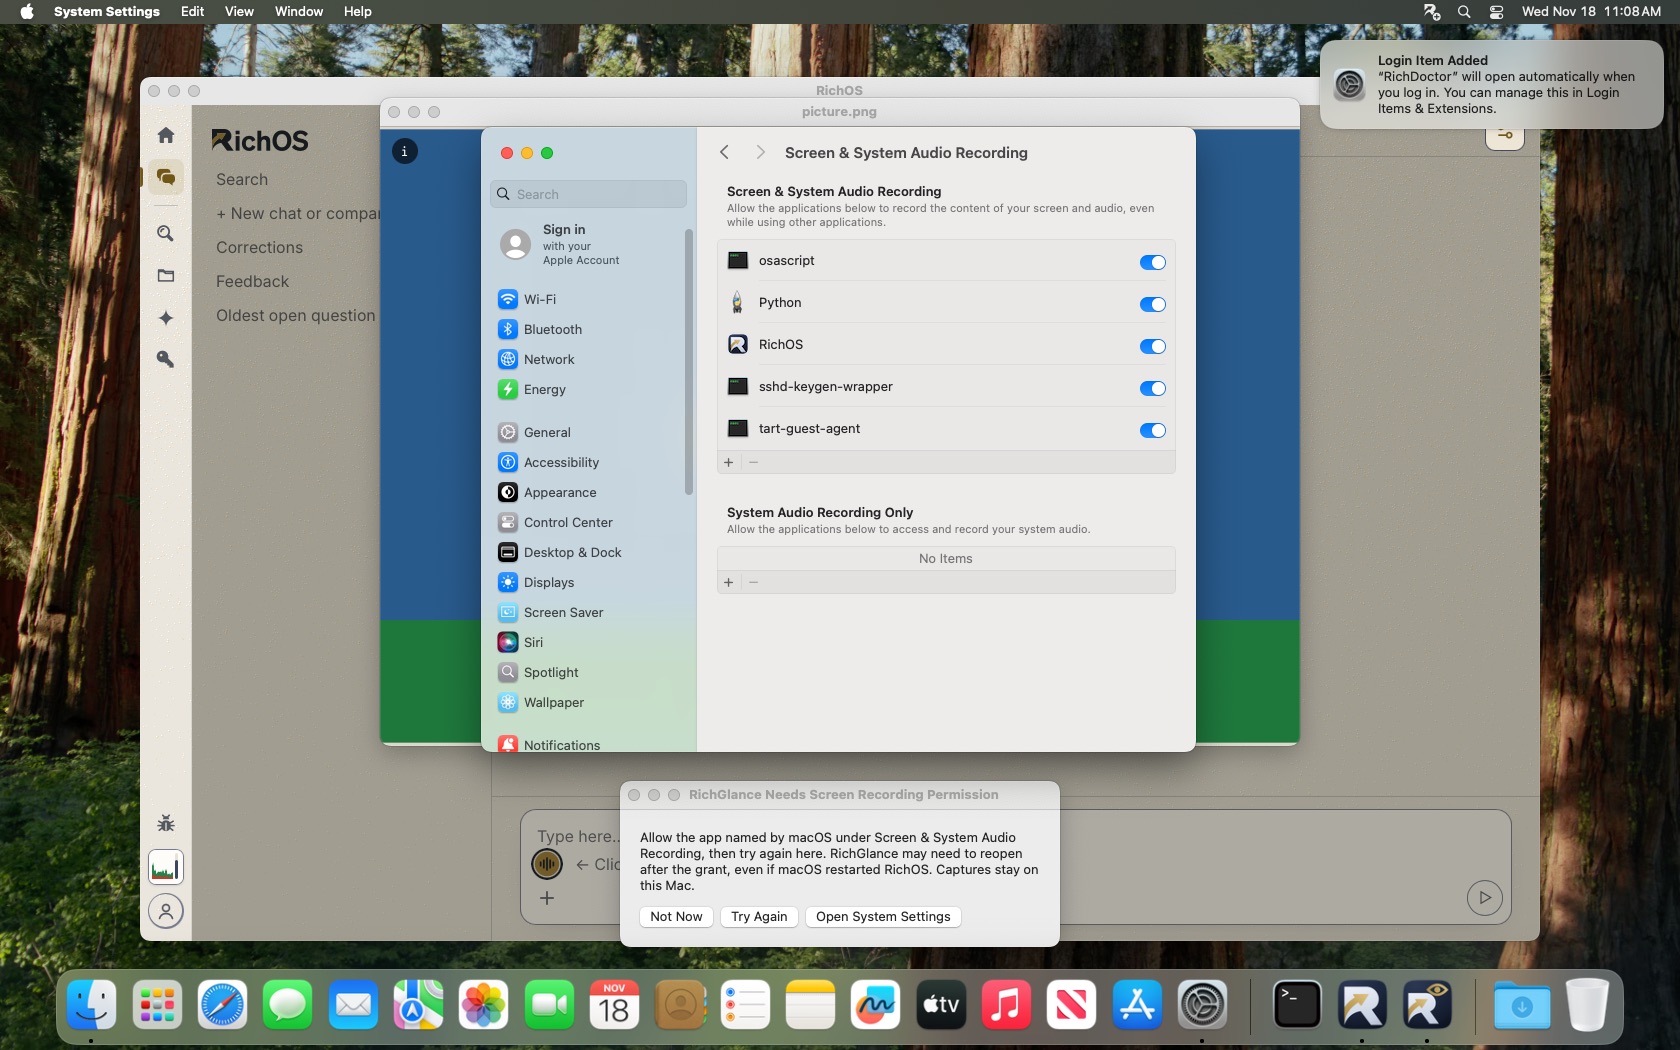 System Settings Edit View Window Help
Wed Nov 18 11:08 AM
Login Item Added
“RichDoctor” will open automatically when
you log in. You can manage this in Login
Items & Extensions.
RichOS
picture.png
RichOS
Search
+ New chat or compa
Corrections
Feedback
Oldest open question
i
Search
Sign in
with your
Apple Account
Wi-Fi
Bluetooth
Network
Energy
General
Accessibility
Appearance
Control Center
Desktop & Dock
Displays
Screen Saver
Siri
Spotlight
Wallpaper
Notifications
Screen & System Audio Recording
Screen & System Audio Recording
Allow the applications below to record the content of your screen and audio, even
while using other applications.
osascript
Python
RichOS
sshd-keygen-wrapper
tart-guest-agent
+ −
System Audio Recording Only
Allow the applications below to access and record your system audio.
No Items
+ −
Type here..
← Clic
+
RichGlance Needs Screen Recording Permission
Allow the app named by macOS under Screen & System Audio
Recording, then try again here. RichGlance may need to reopen
after the grant, even if macOS restarted RichOS. Captures stay on
this Mac.
Not Now Try Again Open System Settings
NOV
18
tv
>_